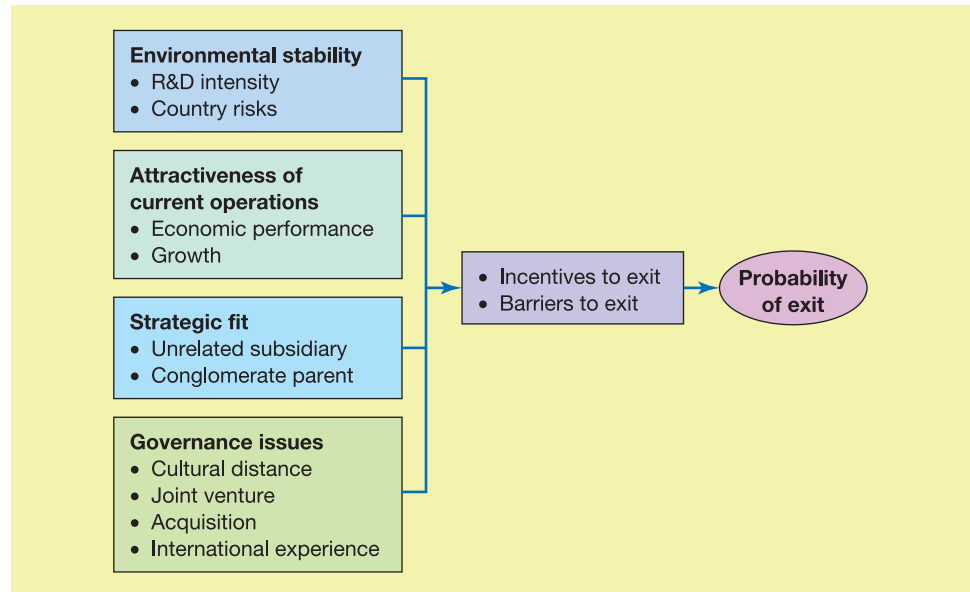 Environmental stability
• R&D intensity
• Country risks
Attractiveness of
current operations
• Economic performance
• Growth
Strategic fit
• Unrelated subsidiary
• Conglomerate parent
Governance issues
• Cultural distance
• Joint venture
• Acquisition
• International experience
• Incentives to exit
• Barriers to exit
Probability
of exit